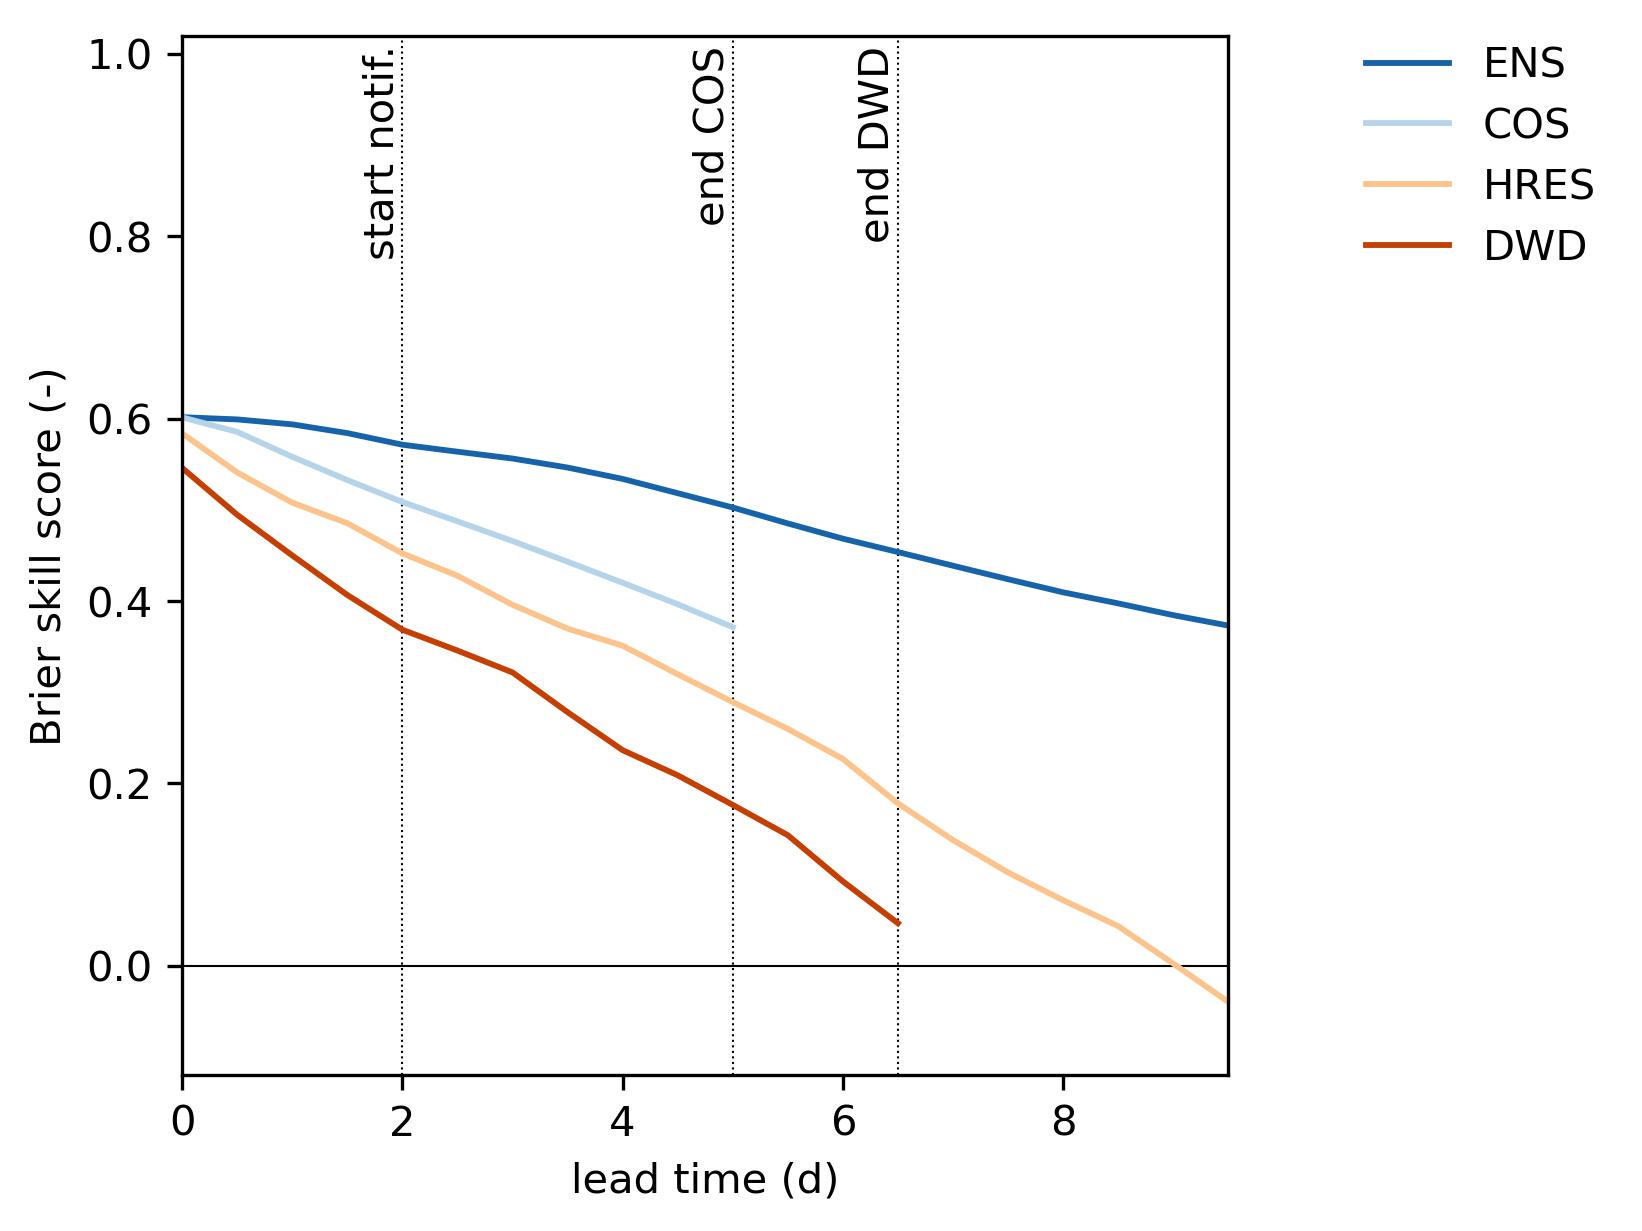 1.0
0.8
0.6
0.4
0.2
0.0
Brier skill score (-)
start notif.
end COS
end DWD
0 2 4 6 8
lead time (d)
ENS
COS
HRES
DWD